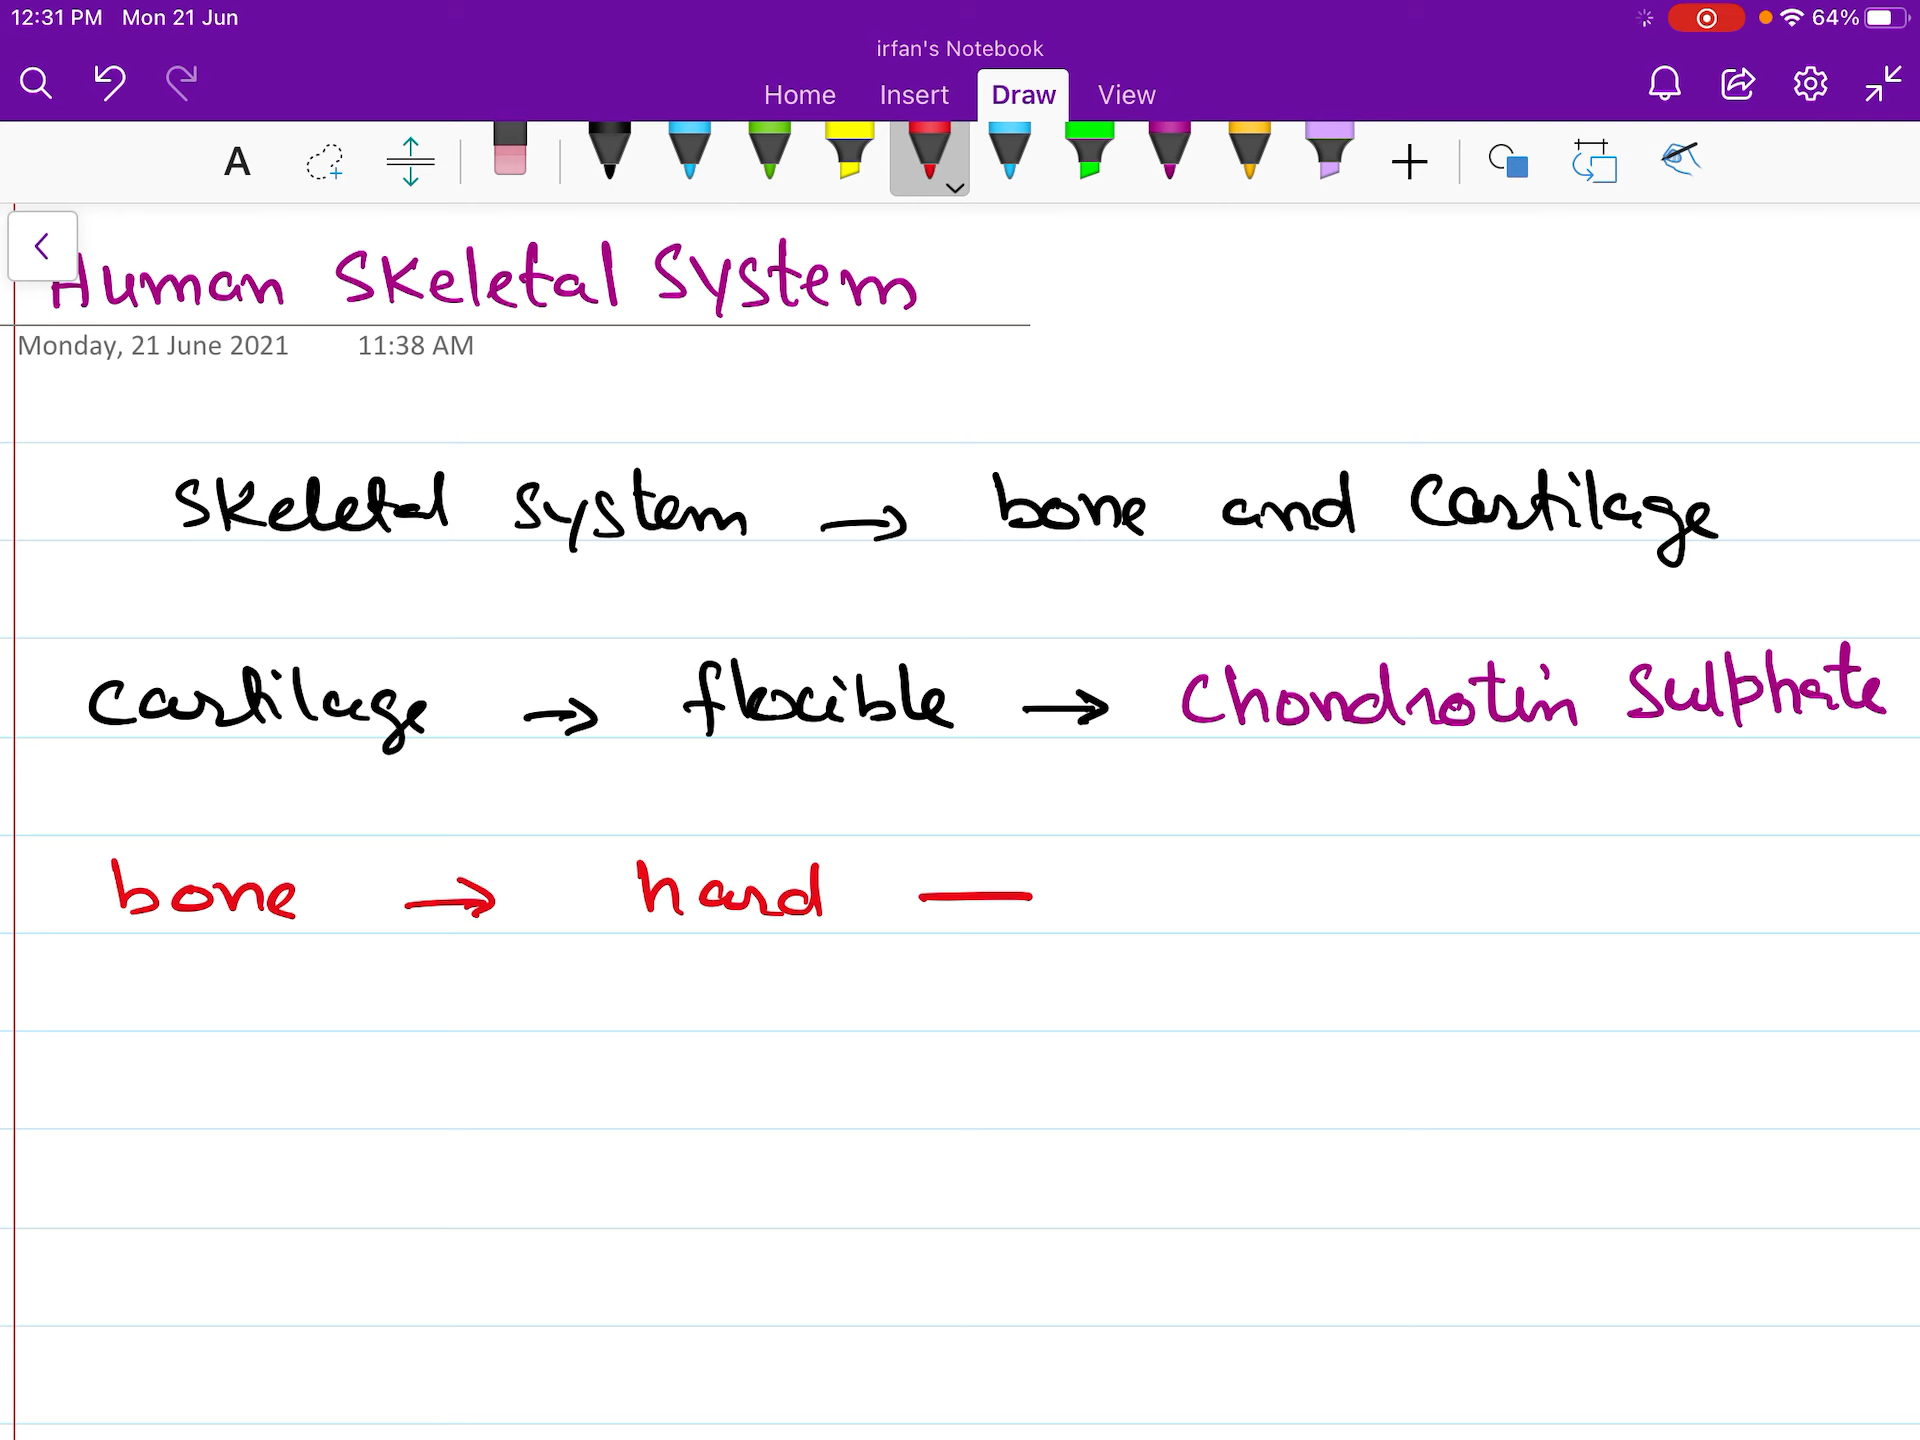 12:31 PM Mon 21 Jun 64%
irfan's Notebook
Home Insert Draw View
A
Human Skeletal System
Monday, 21 June 2021 11:38 AM
Skeletal system → bone and Cartilage
Cartilage → flexible → Chondrotin Sulphate
bone → hard —